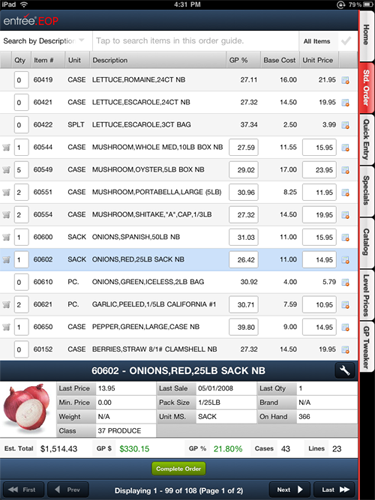 iPad 4:31 PM 79%
entrée.EOP
Search by Description Tap to search items in this order guide. All Items
Qty Item # Unit Description GP % Base Cost Unit Price
0 60419 CASE LETTUCE,ROMAINE,24CT NB 27.11 16.00 21.95
0 60421 CASE LETTUCE,ESCAROLE,24CT NB 27.32 14.50 19.95
0 60422 SPLT LETTUCE,ESCAROLE,3CT BAG 37.34 2.50 3.99
1 60544 CASE MUSHROOM,WHOLE MED,10LB BOX NB 27.59 11.55 15.95
5 60549 CASE MUSHROOM,OYSTER,5LB BOX NB 29.02 17.00 23.95
2 60551 CASE MUSHROOM,PORTABELLA,LARGE (5LB) 30.96 8.25 11.95
2 60554 CASE MUSHROOM,SHITAKE,"A",CAP,1/3LB 27.32 14.50 19.95
1 60600 SACK ONIONS,SPANISH,50LB NB 31.03 11.00 15.95
1 60602 SACK ONIONS,RED,25LB SACK NB 26.42 11.00 14.95
0 60610 PC. ONIONS,GREEN,ICELESS,2LB BAG 30.92 4.00 5.79
2 60621 PC. GARLIC,PEELED,1/5LB CALIFORNIA #1 30.71 7.59 10.95
1 60650 CASE PEPPER,GREEN,LARGE,CASE NB 39.80 9.00 14.95
0 60152 CASE BERRIES,STRAW 8/1# CLAMSHELL NB 27.32 14.50 19.95
Home
Std. Order
Quick Entry
Specials
Catalog
Level Prices
GP Tweaker
60602 - ONIONS,RED,25LB SACK NB
Last Price 13.95 Last Sale 05/01/2008 Last Qty 1
Min. Price 0.00 Pack Size 1/25LB Brand N/A
Weight N/A Unit MS. SACK On Hand 366
Class 37 PRODUCE
Est. Total $1,514.43 GP $ $330.15 GP % 21.80% Cases 43 Lines 23
Complete Order
First Prev Displaying 1 - 99 of 108 (Page 1 of 2) Next Last